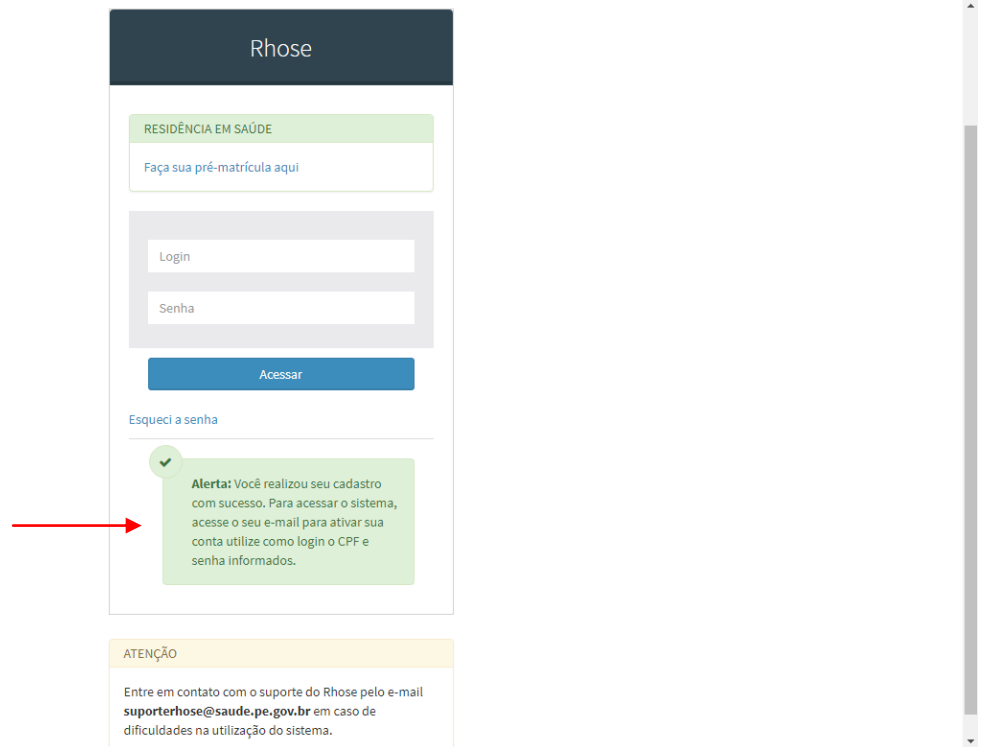 Rhose
RESIDÊNCIA EM SAÚDE
Faça sua pré-matrícula aqui
Login
Senha
Acessar
Esqueci a senha
Alerta: Você realizou seu cadastro
com sucesso. Para acessar o sistema,
acesse o seu e-mail para ativar sua
conta utilize como login o CPF e
senha informados.
ATENÇÃO
Entre em contato com o suporte do Rhose pelo e-mail
suporterhose@saude.pe.gov.br em caso de
dificuldades na utilização do sistema.